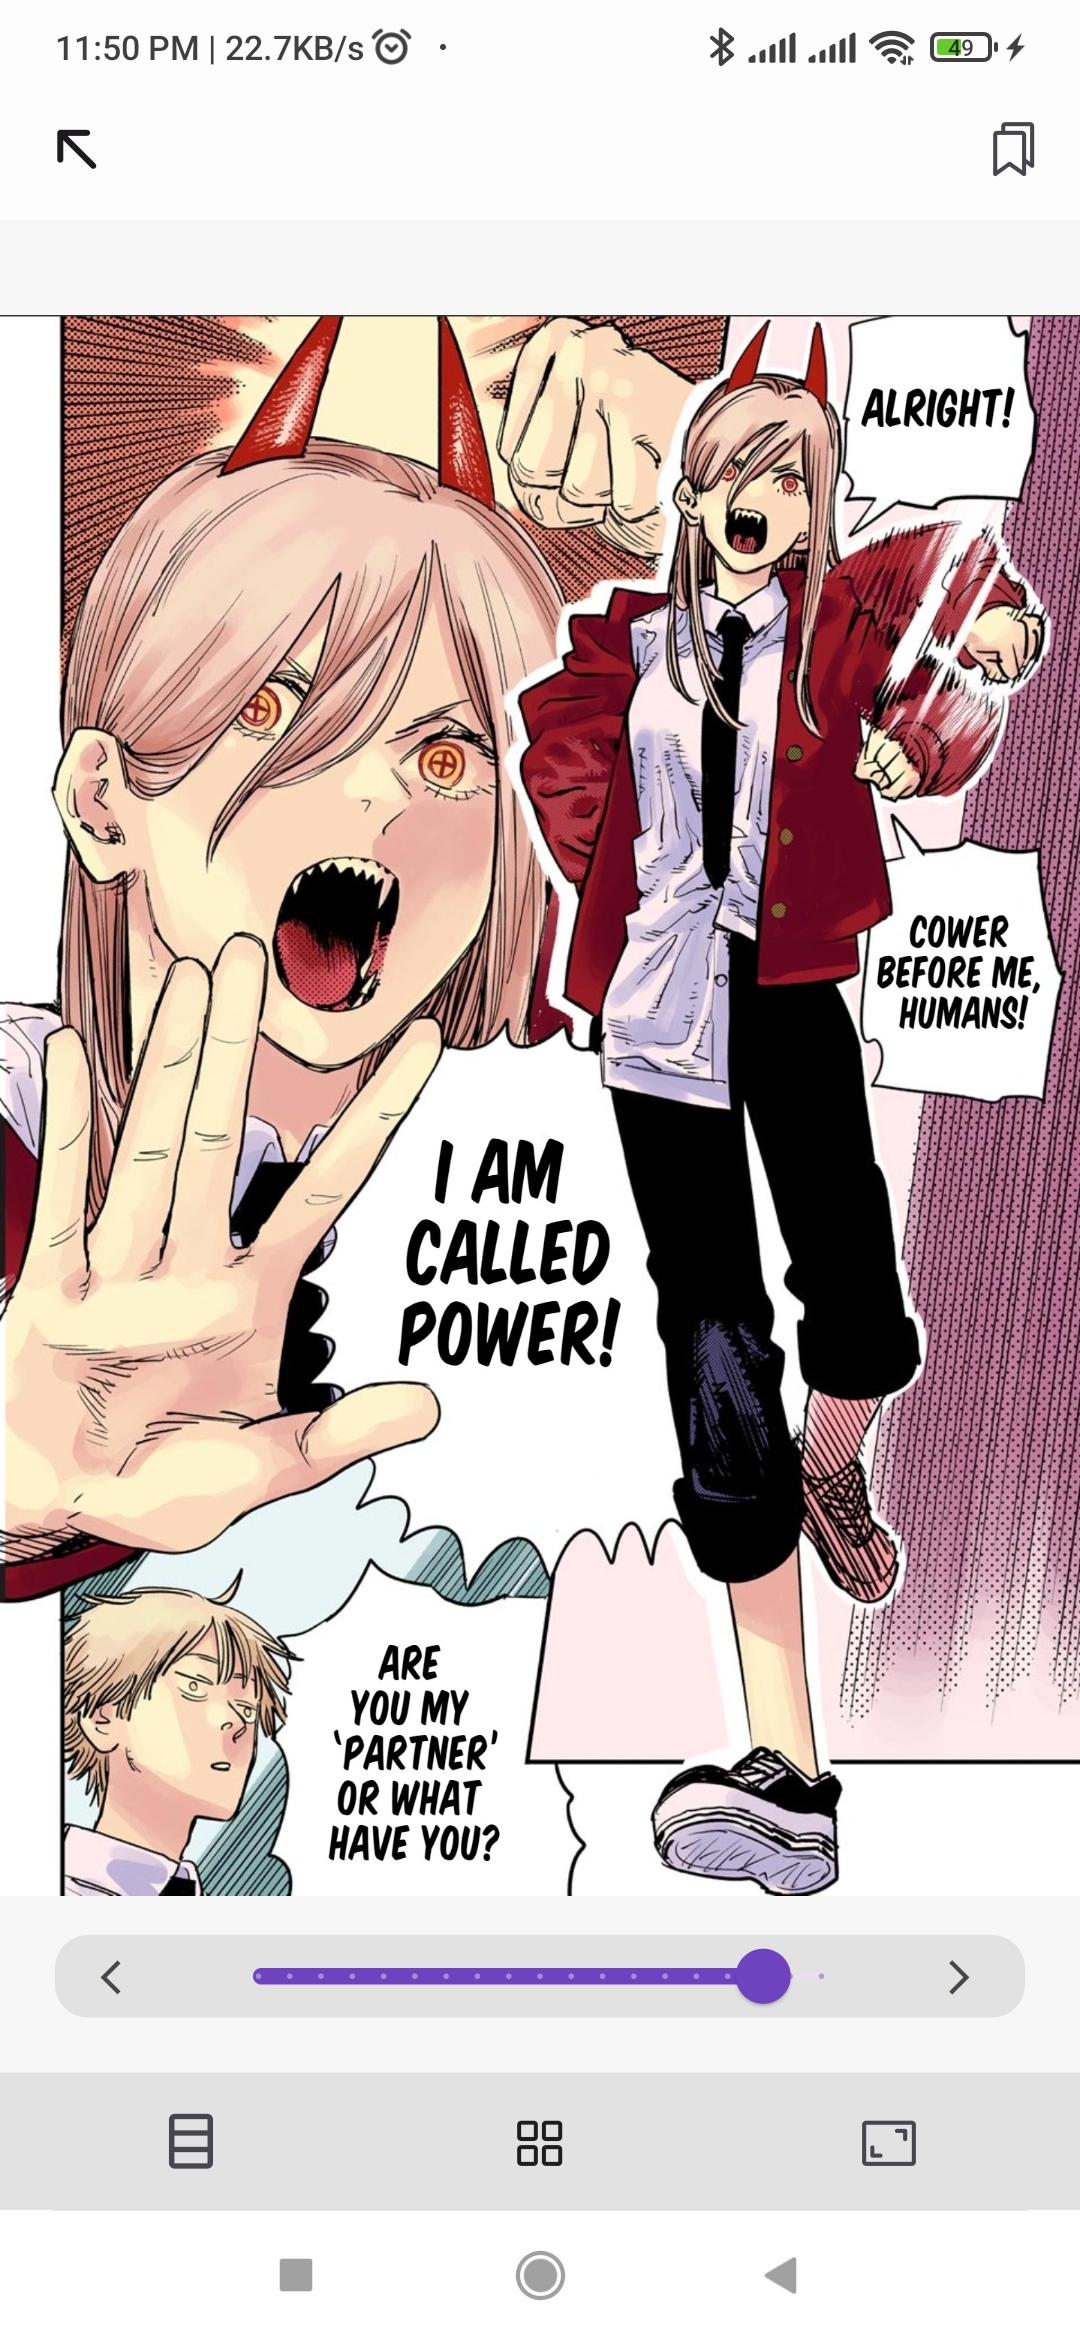 11:50 PM | 22.7KB/s
49
ALRIGHT!
COWER
BEFORE ME,
HUMANS!
I AM
CALLED
POWER!
ARE
YOU MY
'PARTNER'
OR WHAT
HAVE YOU?